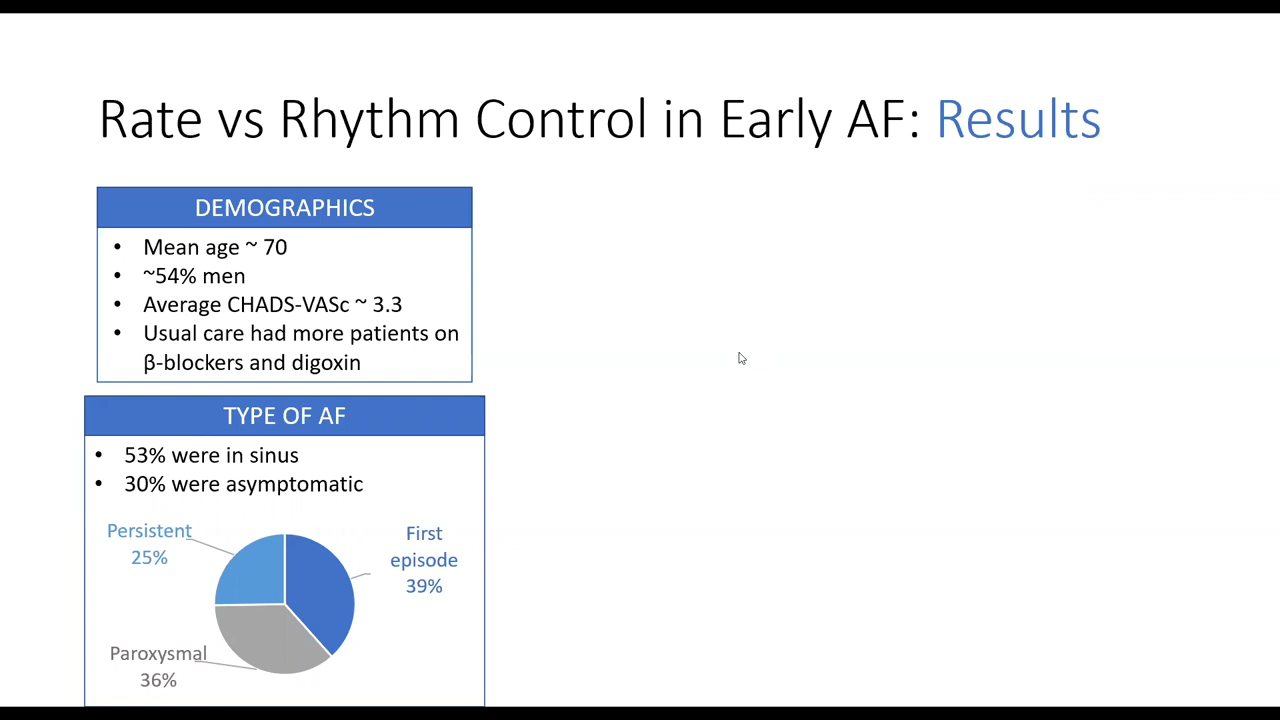 Rate vs Rhythm Control in Early AF: Results
DEMOGRAPHICS
• Mean age ~ 70
• ~54% men
• Average CHADS-VASc ~ 3.3
• Usual care had more patients on
β-blockers and digoxin
TYPE OF AF
• 53% were in sinus
• 30% were asymptomatic
Persistent
25%
First
episode
39%
Paroxysmal
36%